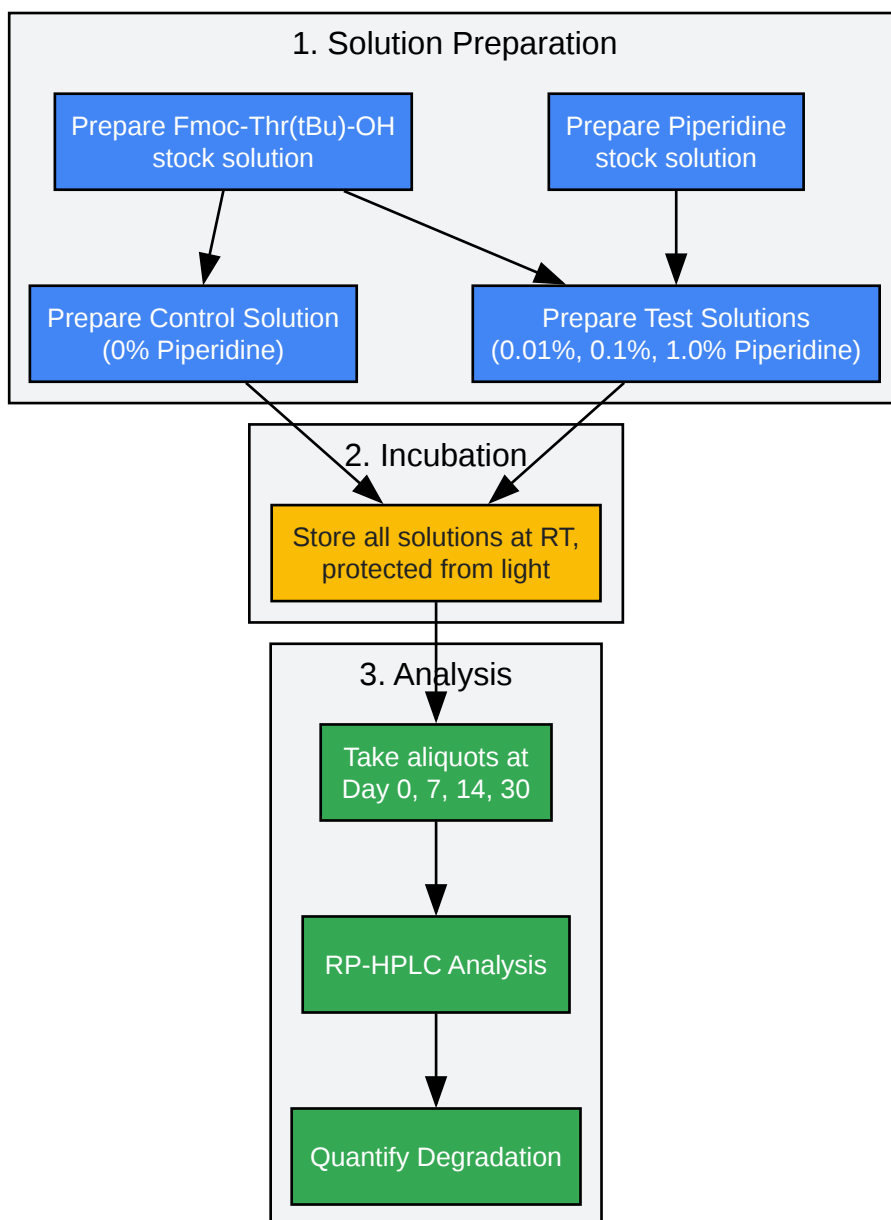 1. Solution Preparation
Prepare Fmoc-Thr(tBu)-OH
stock solution
Prepare Piperidine
stock solution
Prepare Control Solution
(0% Piperidine)
Prepare Test Solutions
(0.01%, 0.1%, 1.0% Piperidine)
2. Incubation
Store all solutions at RT,
protected from light
3. Analysis
Take aliquots at
Day 0, 7, 14, 30
RP-HPLC Analysis
Quantify Degradation